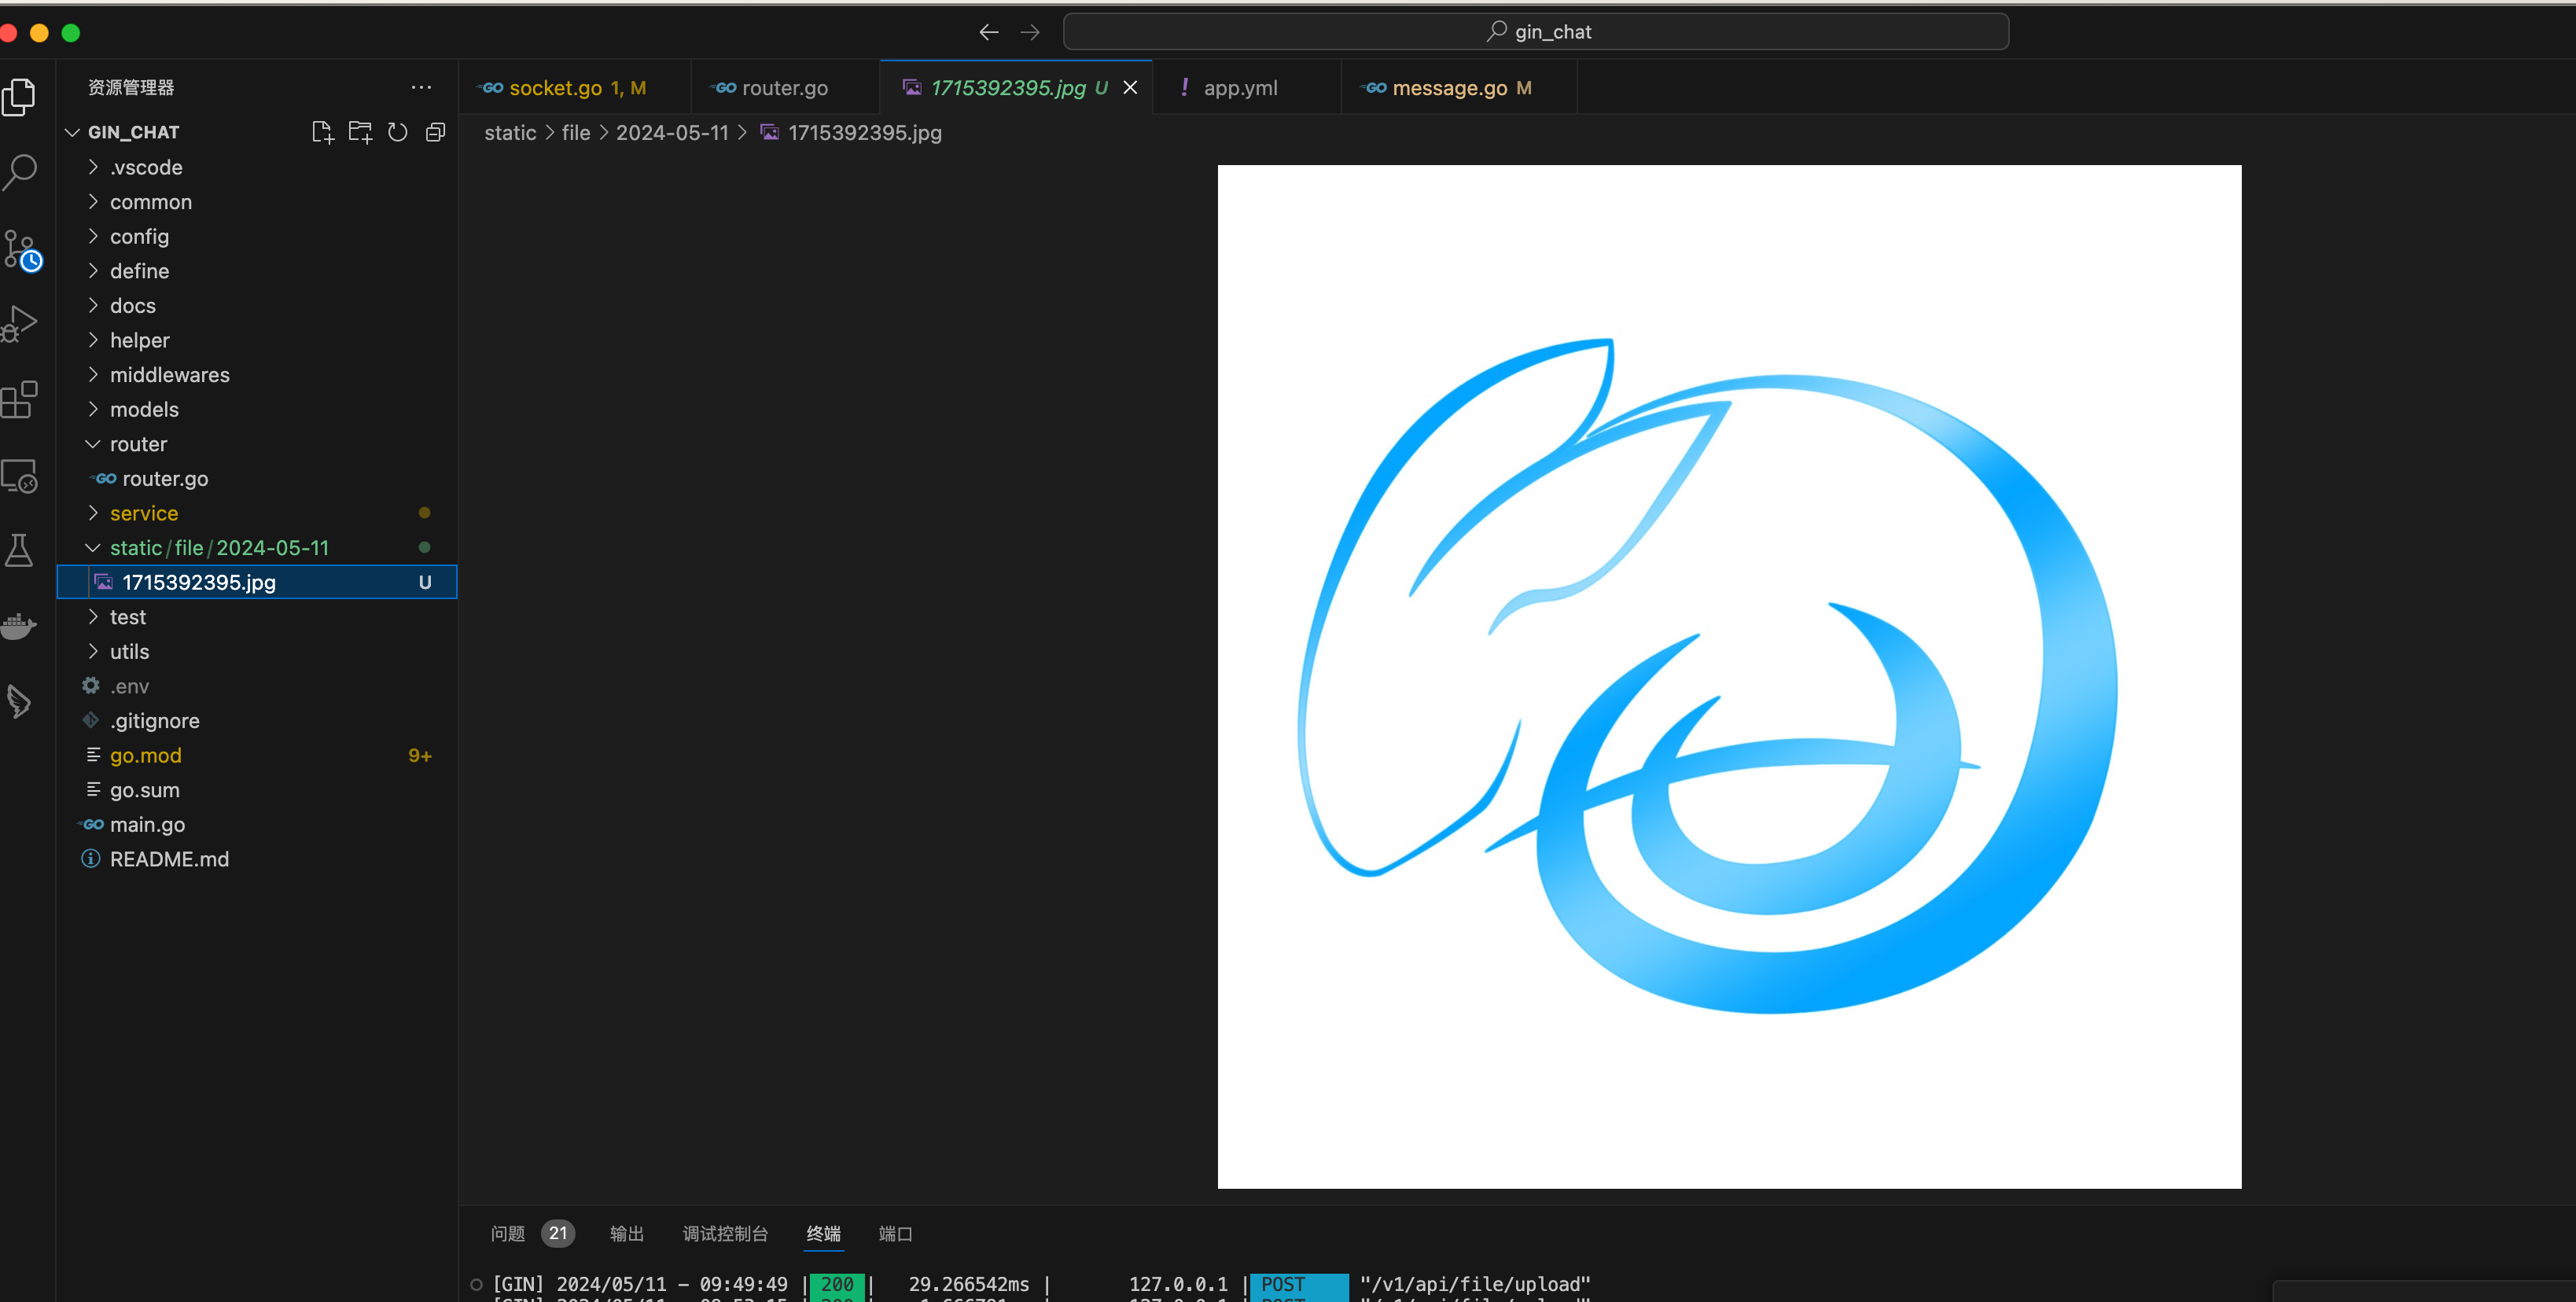 gin_chat
资源管理器
socket.go 1, M
router.go
1715392395.jpg U
app.yml
message.go M
GIN_CHAT
static > file > 2024-05-11 > 1715392395.jpg
.vscode
common
config
define
docs
helper
middlewares
models
router
GO router.go
service
static/file/2024-05-11
1715392395.jpg U
test
utils
.env
.gitignore
go.mod 9+
go.sum
GO main.go
README.md
问题 21 输出 调试控制台 终端 端口
[GIN] 2024/05/11 - 09:49:49 | 200 | 29.266542ms | 127.0.0.1 | POST "/v1/api/file/upload"